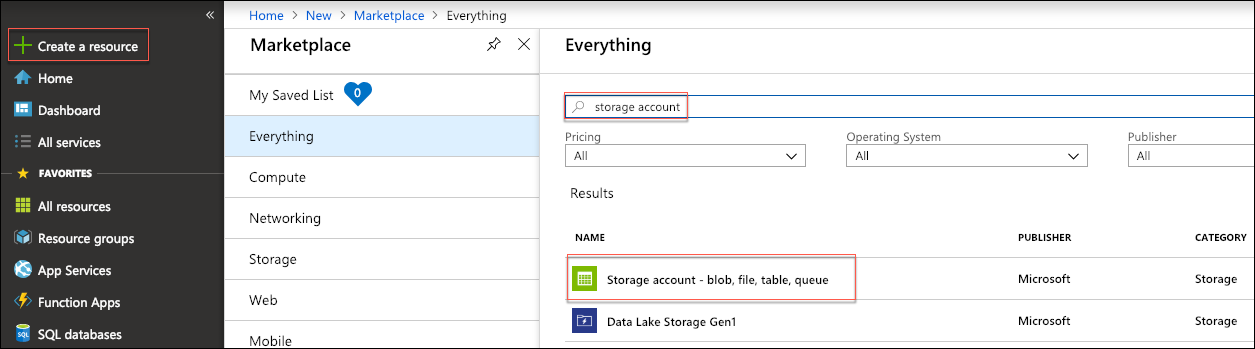 «
Create a resource
Home
Dashboard
All services
FAVORITES
All resources
Resource groups
App Services
Function Apps
SQL databases
Home > New > Marketplace > Everything
Marketplace
My Saved List 0
Everything
Compute
Networking
Storage
Web
Mobile
Everything
storage account
Pricing Operating System Publisher
All All All
Results
NAME PUBLISHER CATEGORY
Storage account - blob, file, table, queue Microsoft Storage
Data Lake Storage Gen1 Microsoft Storage